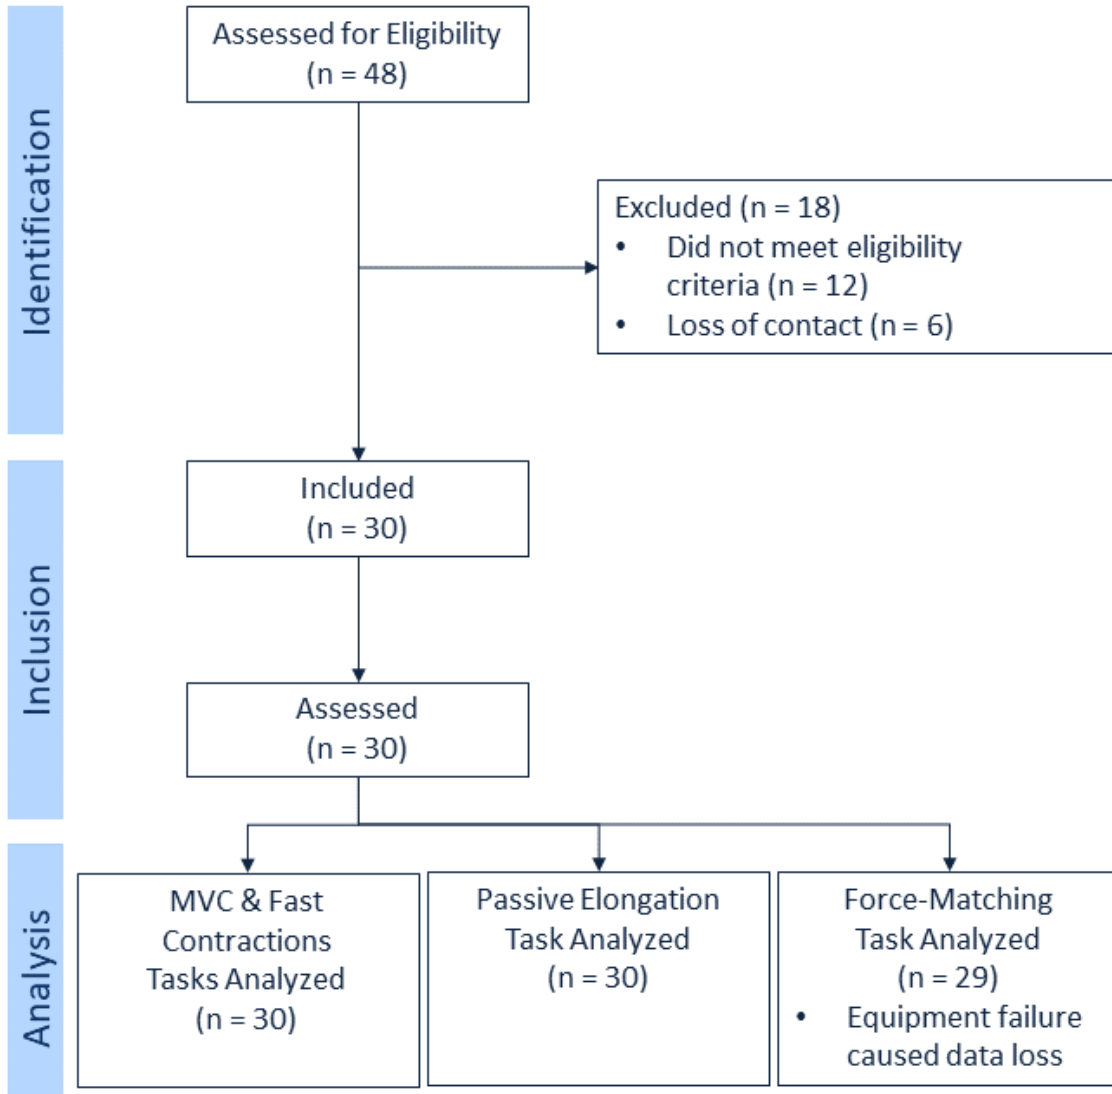 Identification
Assessed for Eligibility
(n = 48)
Excluded (n = 18)
• Did not meet eligibility
criteria (n = 12)
• Loss of contact (n = 6)
Inclusion
Included
(n = 30)
Assessed
(n = 30)
Analysis
MVC & Fast
Contractions
Tasks Analyzed
(n = 30)
Passive Elongation
Task Analyzed
(n = 30)
Force-Matching
Task Analyzed
(n = 29)
• Equipment failure
caused data loss